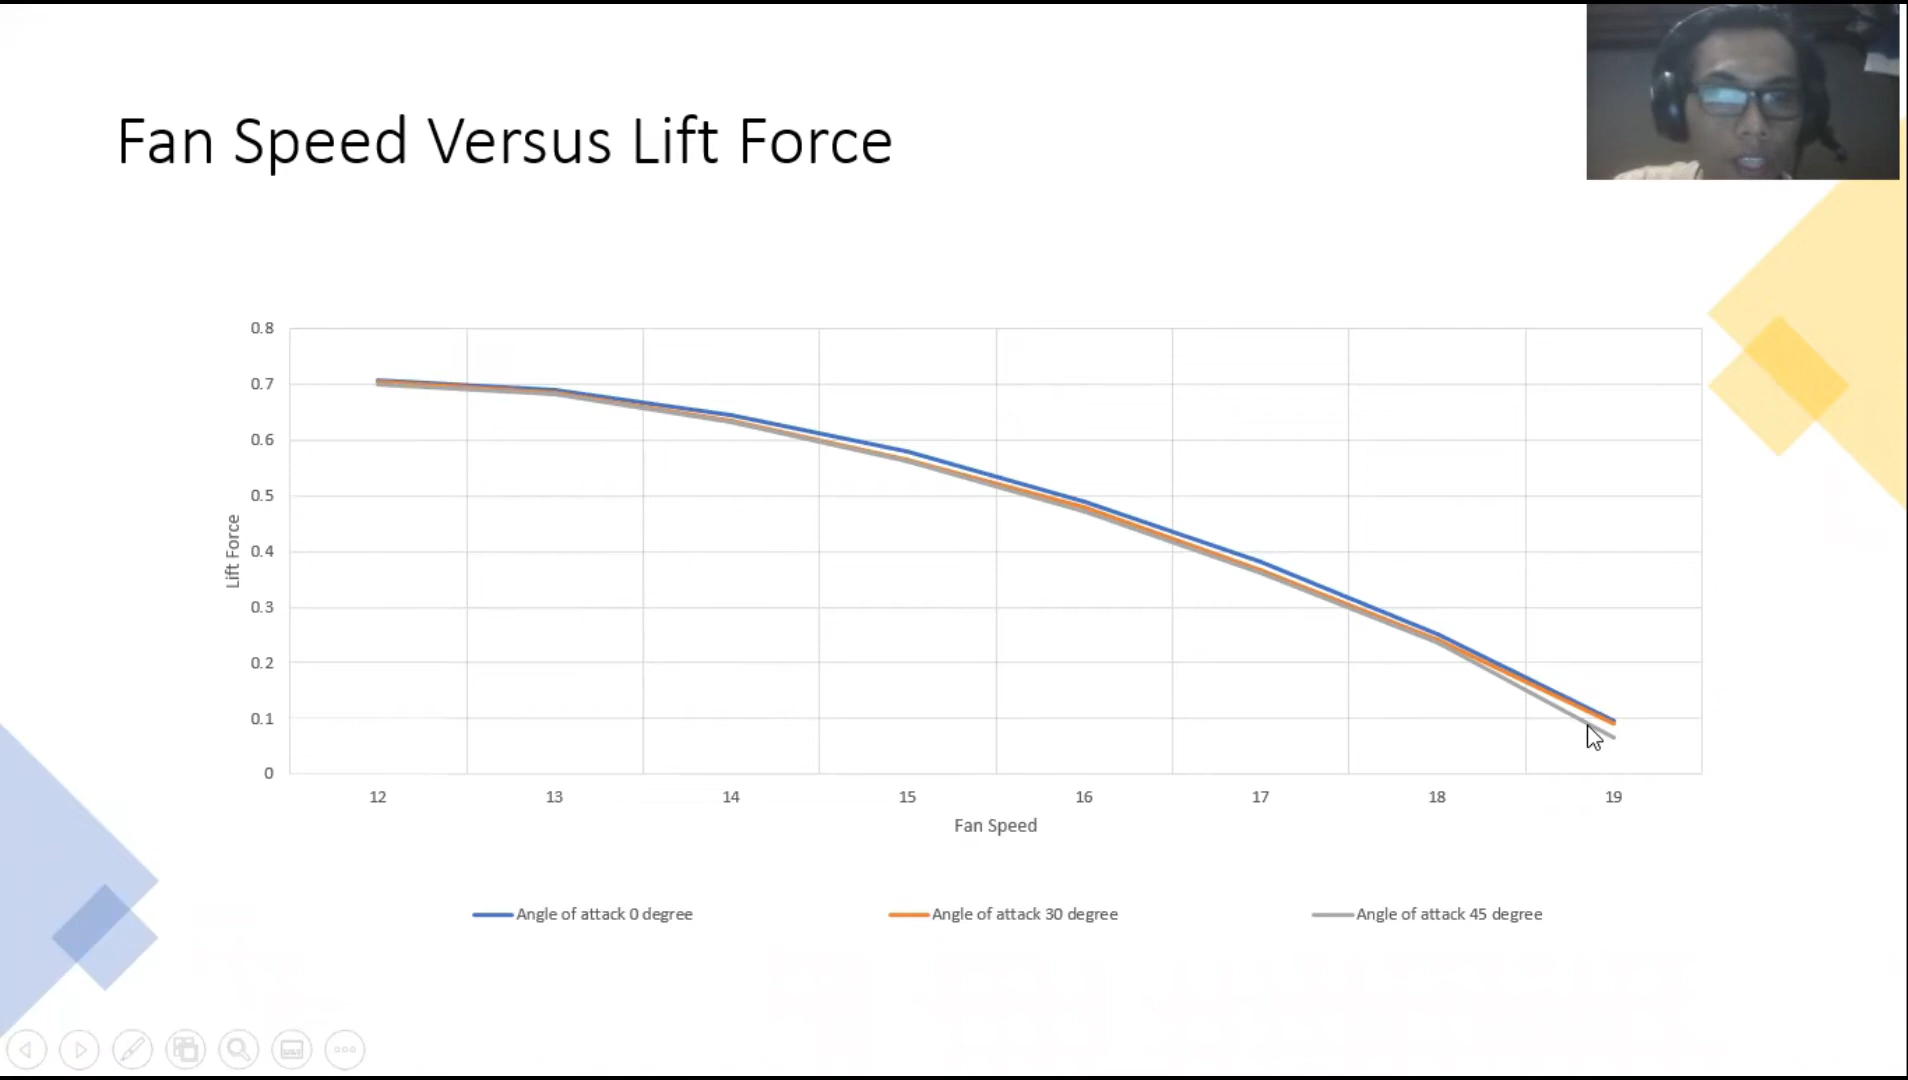 Fan Speed Versus Lift Force
0.8
0.7
0.6
0.5
0.4
0.3
0.2
0.1
0
Lift Force
12 13 14 15 16 17 18 19
Fan Speed
Angle of attack 0 degree Angle of attack 30 degree Angle of attack 45 degree